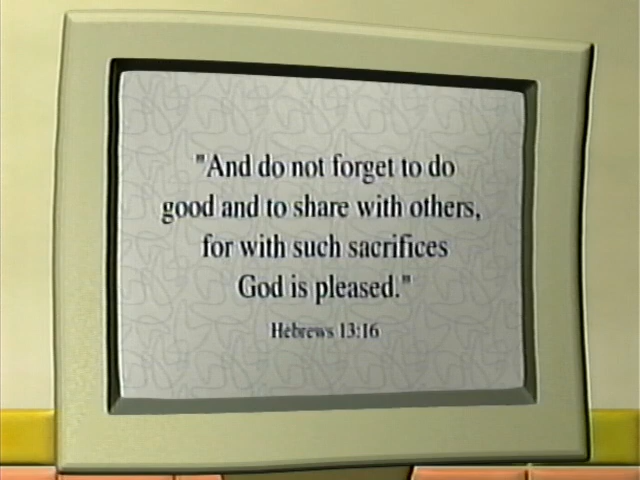 "And do not forget to do
good and to share with others,
for with such sacrifices
God is pleased."
Hebrews 13:16